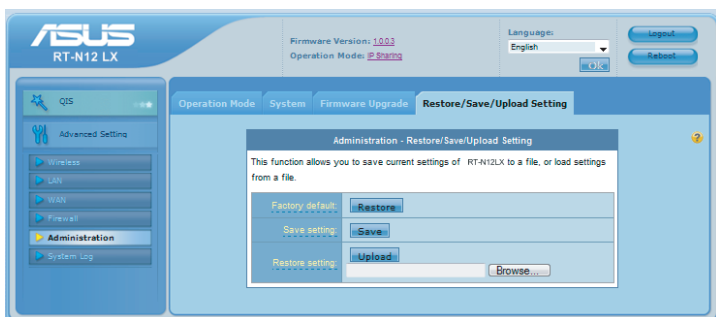 ASUS
RT-N12 LX
Firmware Version: 1.0.0.3
Operation Mode: IP Sharing
Language:
English
Ok
Logout
Reboot
QIS
Advanced Setting
Wireless
LAN
WAN
Firewall
Administration
System Log
Operation Mode System Firmware Upgrade Restore/Save/Upload Setting
Administration - Restore/Save/Upload Setting
This function allows you to save current settings of RT-N12LX to a file, or load settings
from a file.
Factory default: Restore
Save setting: Save
Restore setting: Upload
Browse...
?